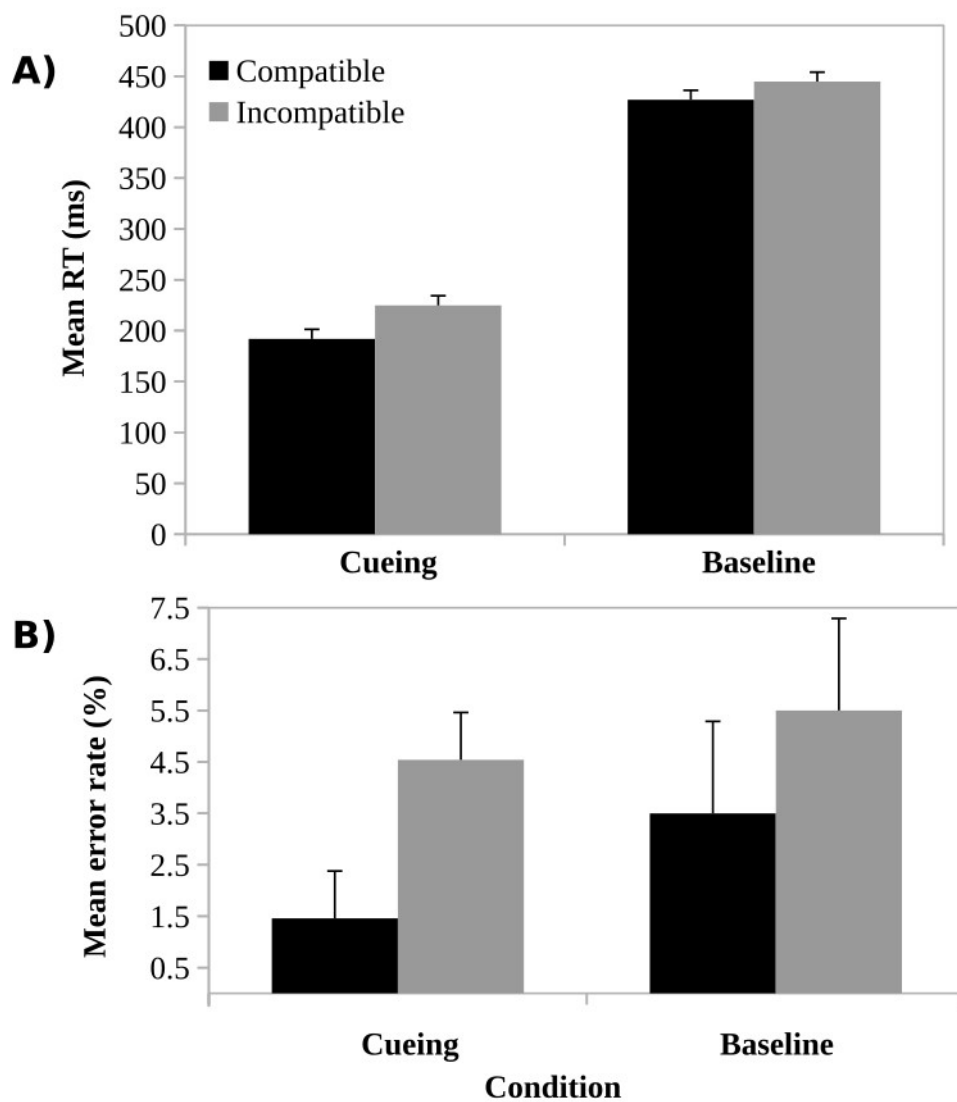 A)
Mean RT (ms)
500
450
400
350
300
250
200
150
100
50
0
Compatible
Incompatible
Cueing Baseline
B)
Mean error rate (%)
7.5
6.5
5.5
4.5
3.5
2.5
1.5
0.5
Cueing Baseline
Condition